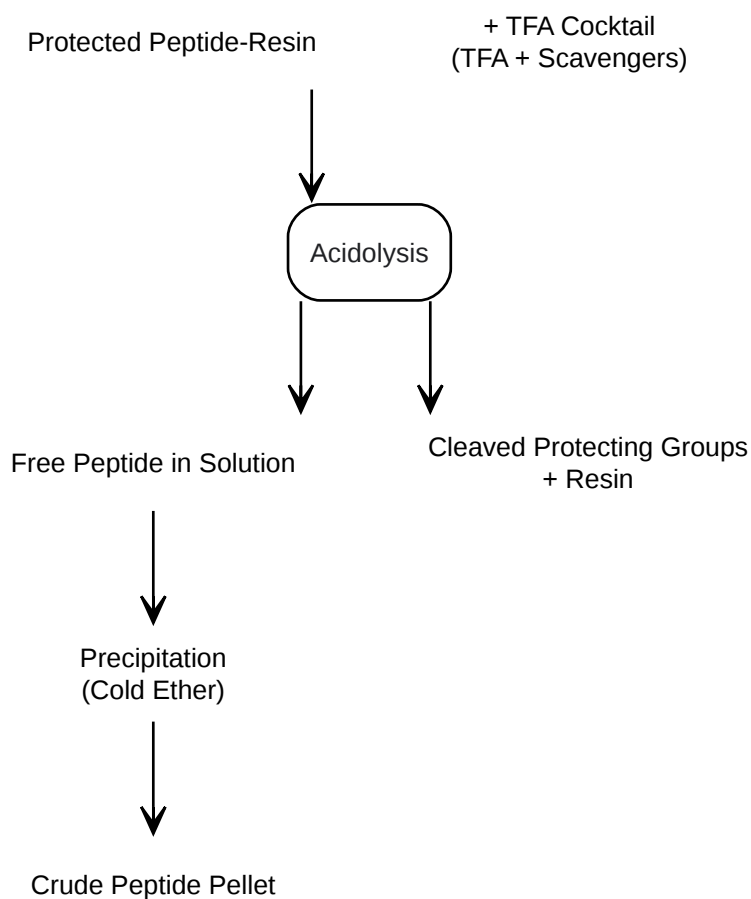 Protected Peptide-Resin
+ TFA Cocktail
(TFA + Scavengers)
Acidolysis
Free Peptide in Solution
Cleaved Protecting Groups
+ Resin
Precipitation
(Cold Ether)
Crude Peptide Pellet